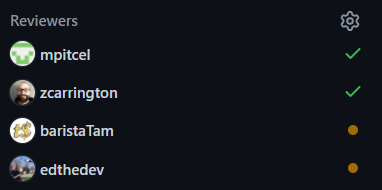 Reviewers
mpitcel
zcarrington
baristaTam
edthedev